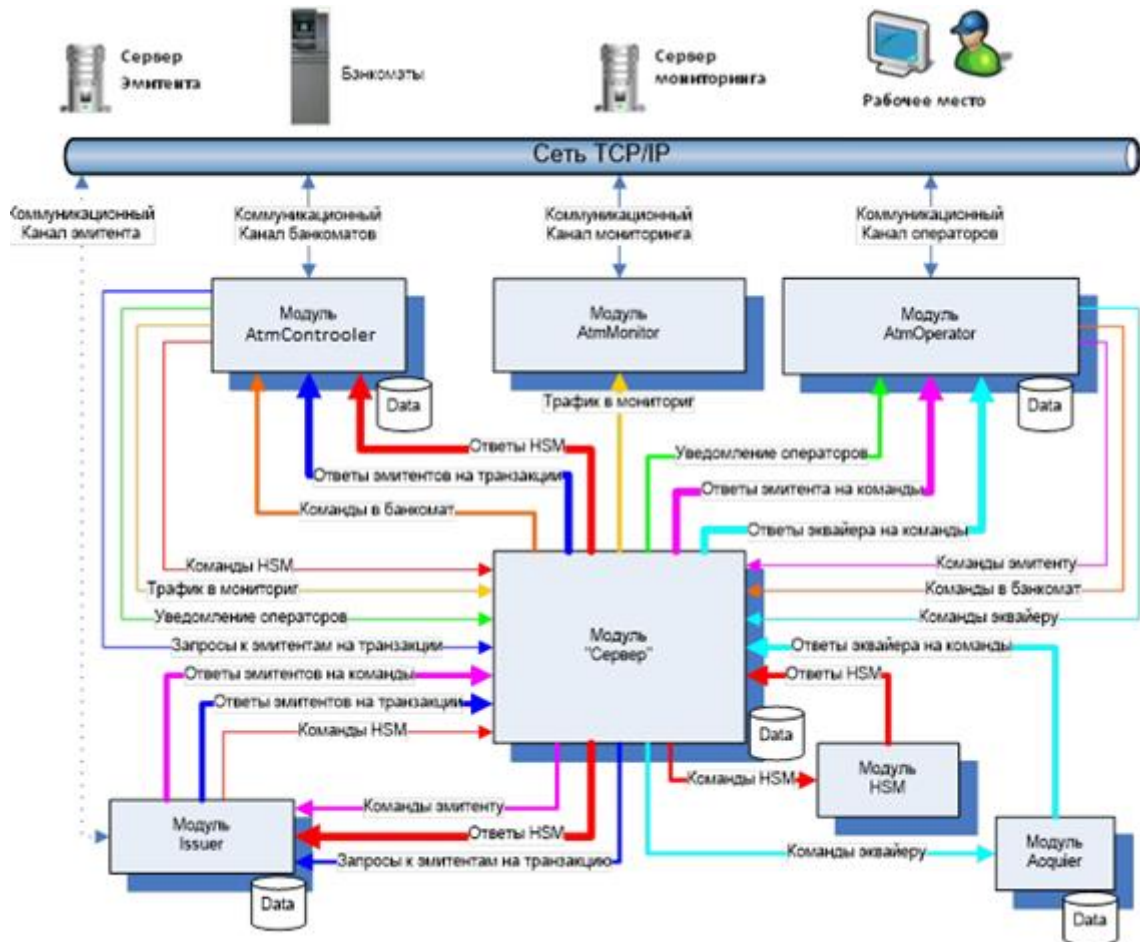 Сервер
Эмитента
Банкоматы
Сервер
мониторинга
Рабочее место
Сеть TCP/IP
Коммуникационный
Канал эмитента
Коммуникационный
Канал банкоматов
Коммуникационный
Канал мониторинга
Коммуникационный
Канал операторов
Модуль
AtmControoler
Модуль
AtmMonitor
Модуль
AtmOperator
Data
Data
Трафик в мониториг
Ответы HSM
Ответы эмитентов на транзакции
Команды в банкомат
Уведомление операторов
Ответы эмитента на команды
Ответы эквайера на команды
Команды HSM
Трафик в мониториг
Уведомление операторов
Запросы к эмитентам на транзакции
Ответы эмитентов на команды
Ответы эмитентов на транзакции
Команды HSM
Модуль
"Сервер"
Data
Команды эмитенту
Команды в банкомат
Команды эквайеру
Ответы эквайера на команды
Ответы HSM
Команды HSM
Модуль
HSM
Команды эмитенту
Ответы HSM
Запросы к эмитентам на транзакцию
Модуль
Issuer
Data
Команды эквайеру
Модуль
Acquier
Data